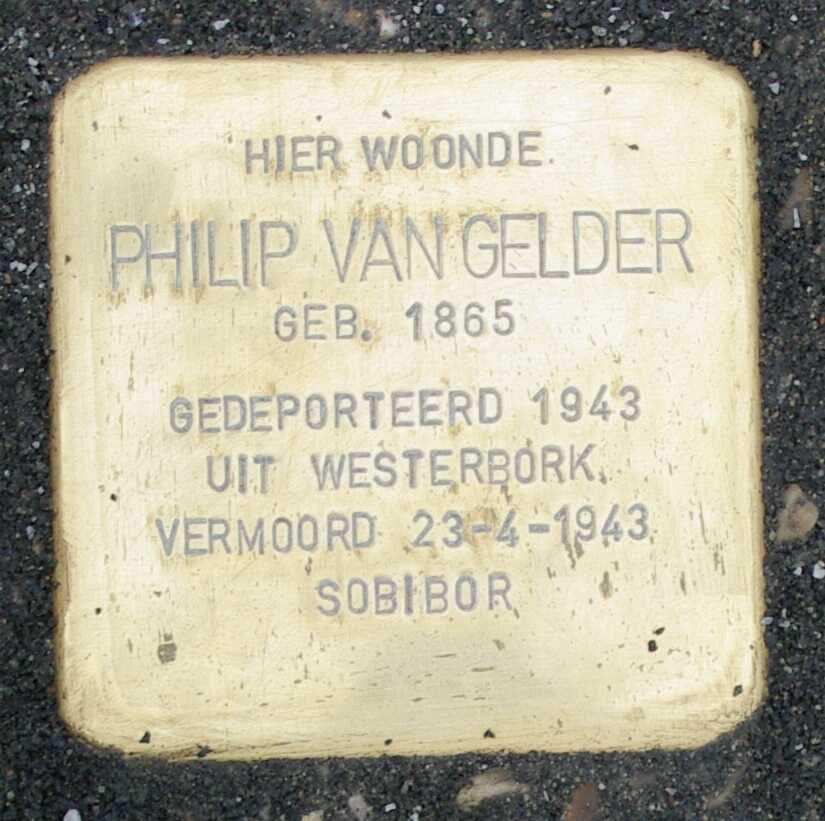 HIER WOONDE
PHILIP VAN GELDER
GEB. 1865
GEDEPORTEERD 1943
UIT WESTERBORK
VERMOORD 23-4-1943
SOBIBOR